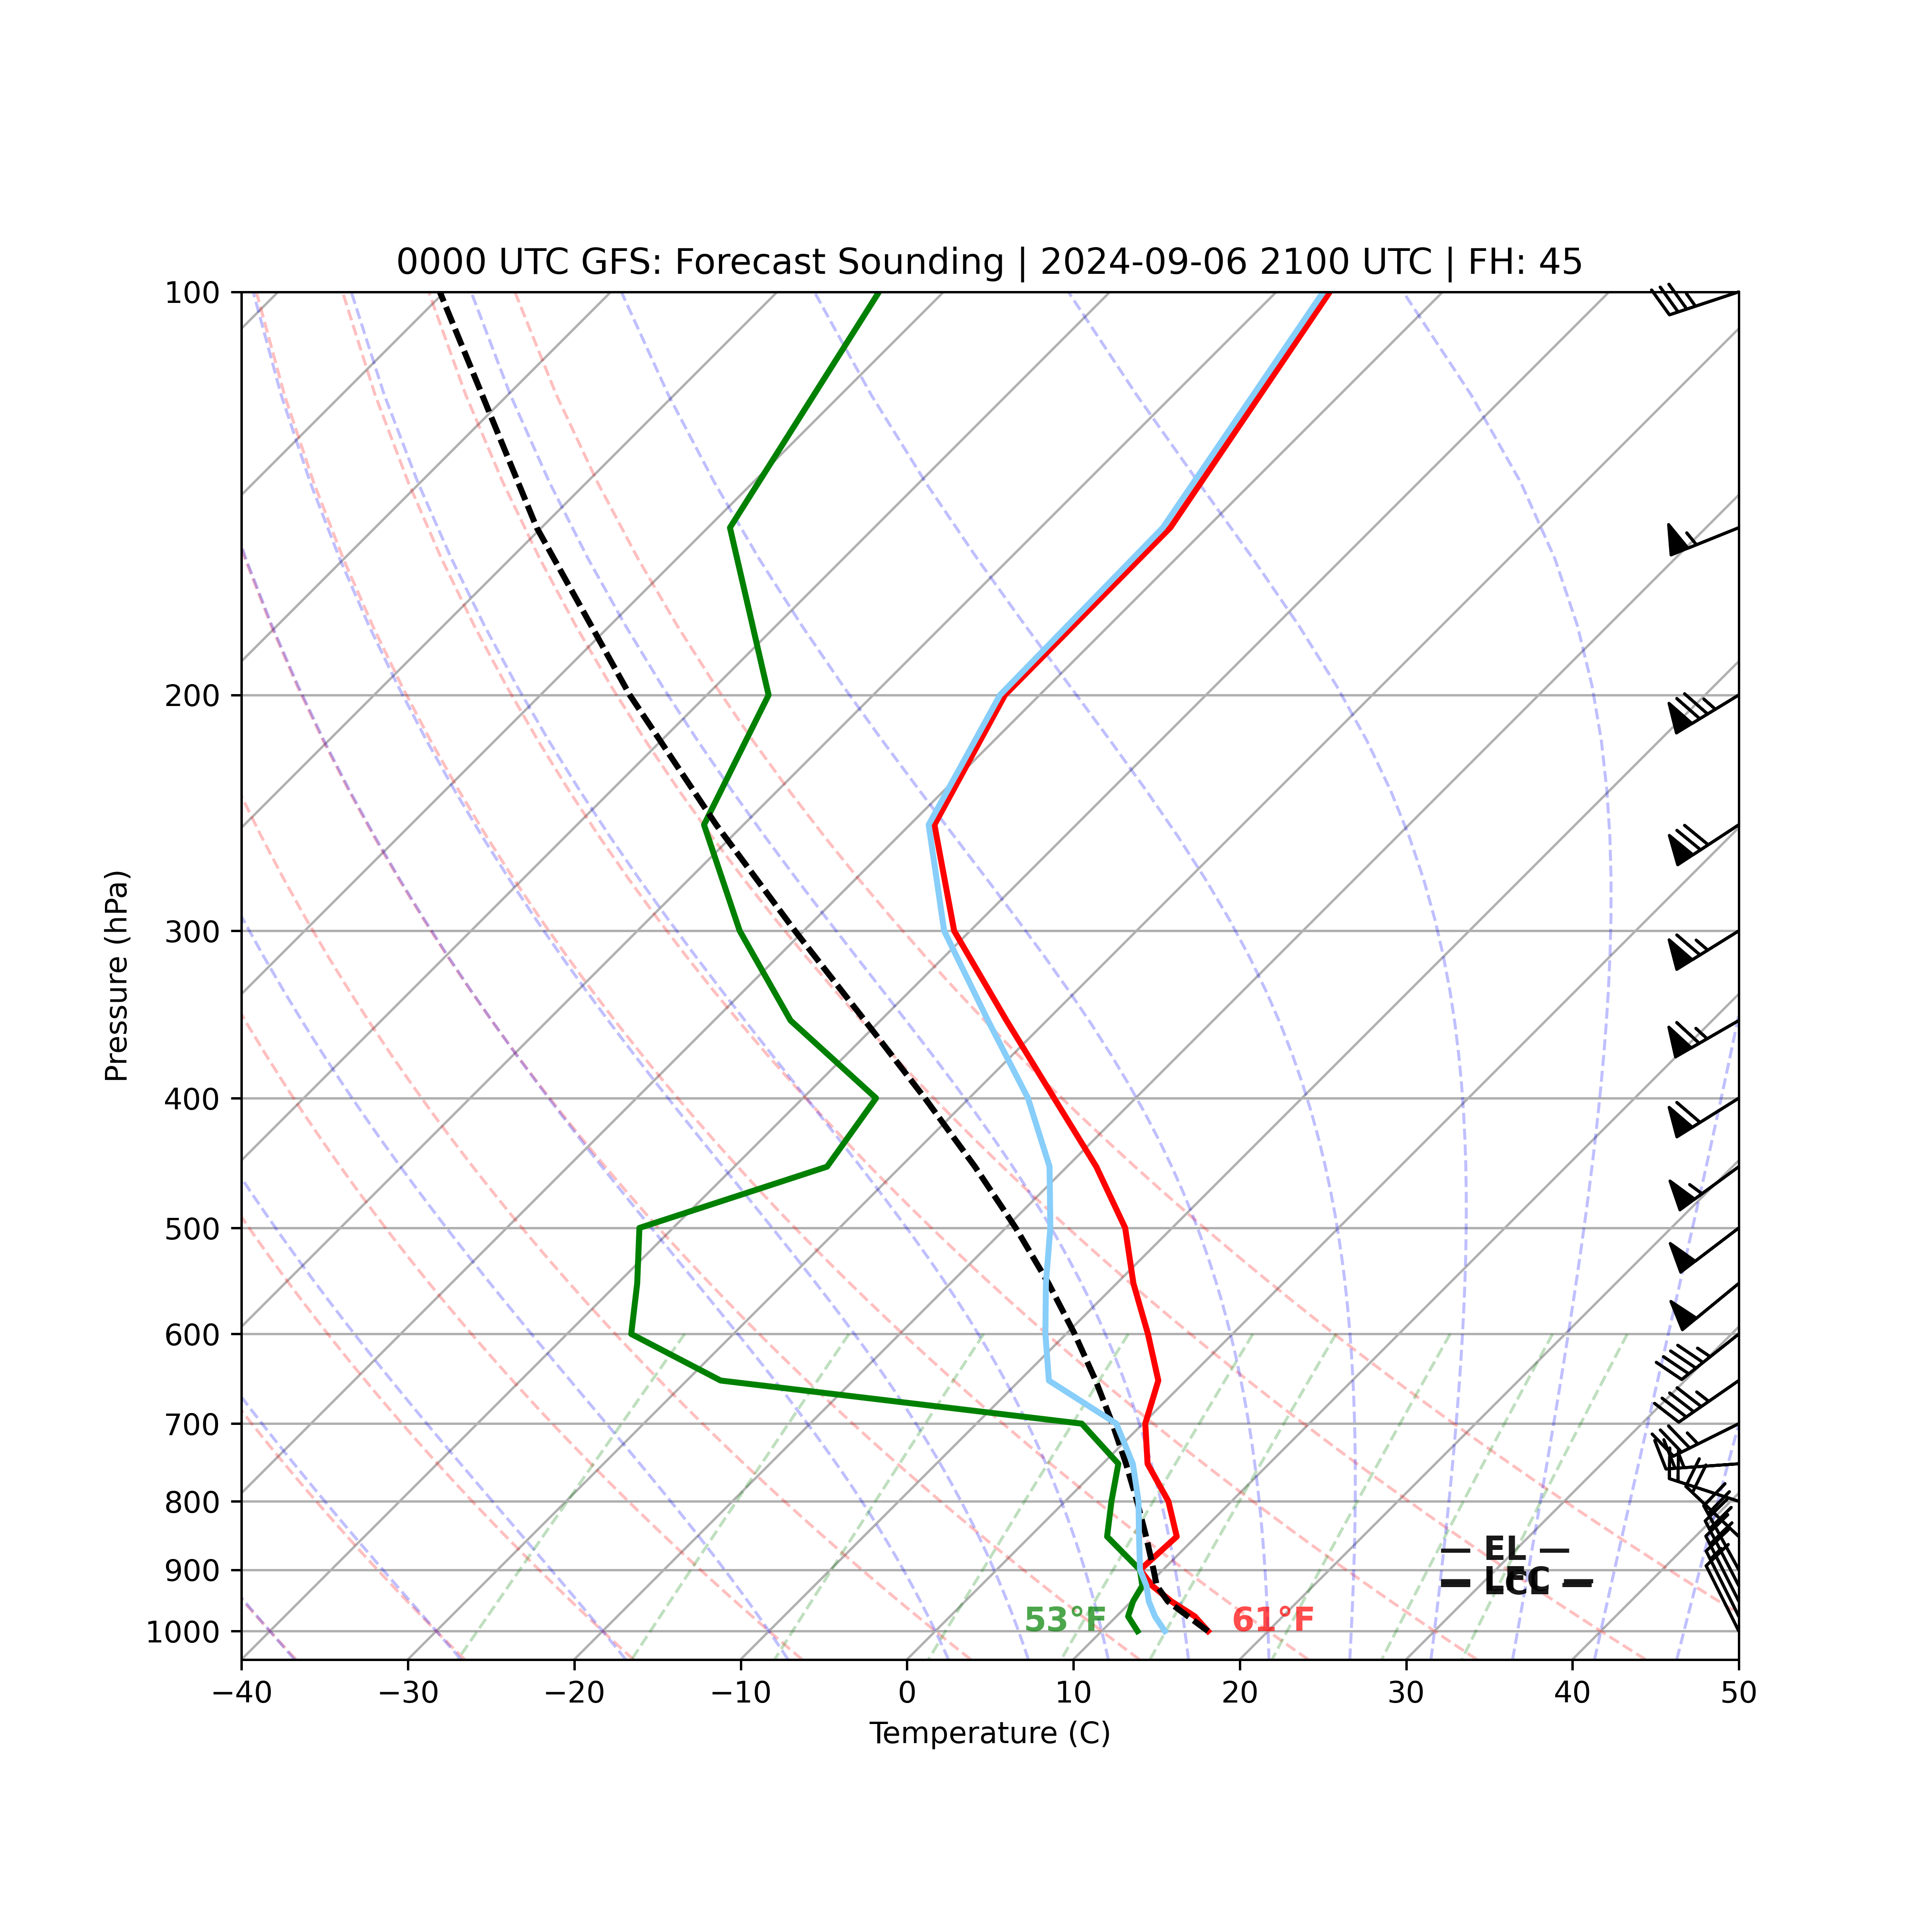 0000 UTC GFS: Forecast Sounding | 2024-09-06 2100 UTC | FH: 45
100
200
300
400
500
600
700
800
900
1000
Pressure (hPa)
— EL —
53°F
61°F
−40 −30 −20 −10 0 10 20 30 40 50
Temperature (C)